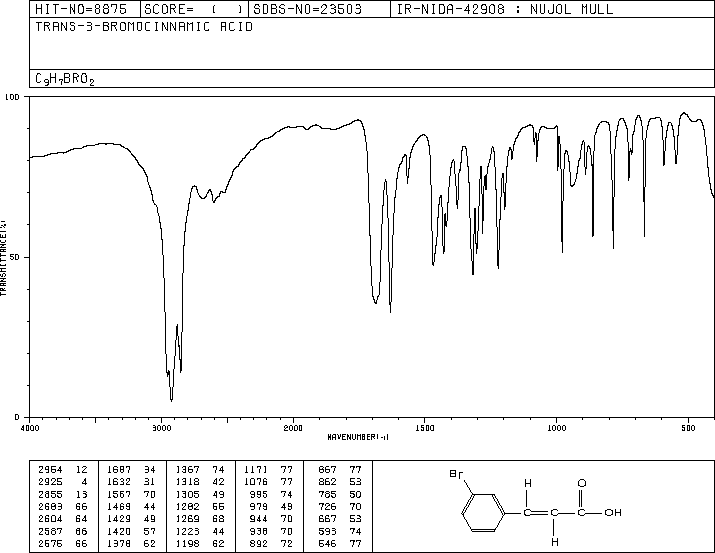 HIT-NO=8875 SCORE= ( ) SDBS-NO=23503 IR-NIDA-42908 : NUJOL MULL
TRANS-3-BROMOCINNAMIC ACID
C9H7BRO2
100
50
0
TRANSMITTANCE(%)
4000 3000 2000 1500 1000 500
WAVENUMBER(-1)
2954 12 1687 34 1367 74 1171 77 867 77
2925 4 1632 31 1318 42 1076 77 862 53
2855 13 1567 70 1305 49 995 74 785 50
2683 66 1469 44 1282 55 979 49 726 70
2604 64 1429 49 1269 68 944 70 667 53
2587 66 1420 57 1223 44 938 70 593 74
2576 66 1378 62 1198 62 892 72 546 77
Br
H
O
OH
H